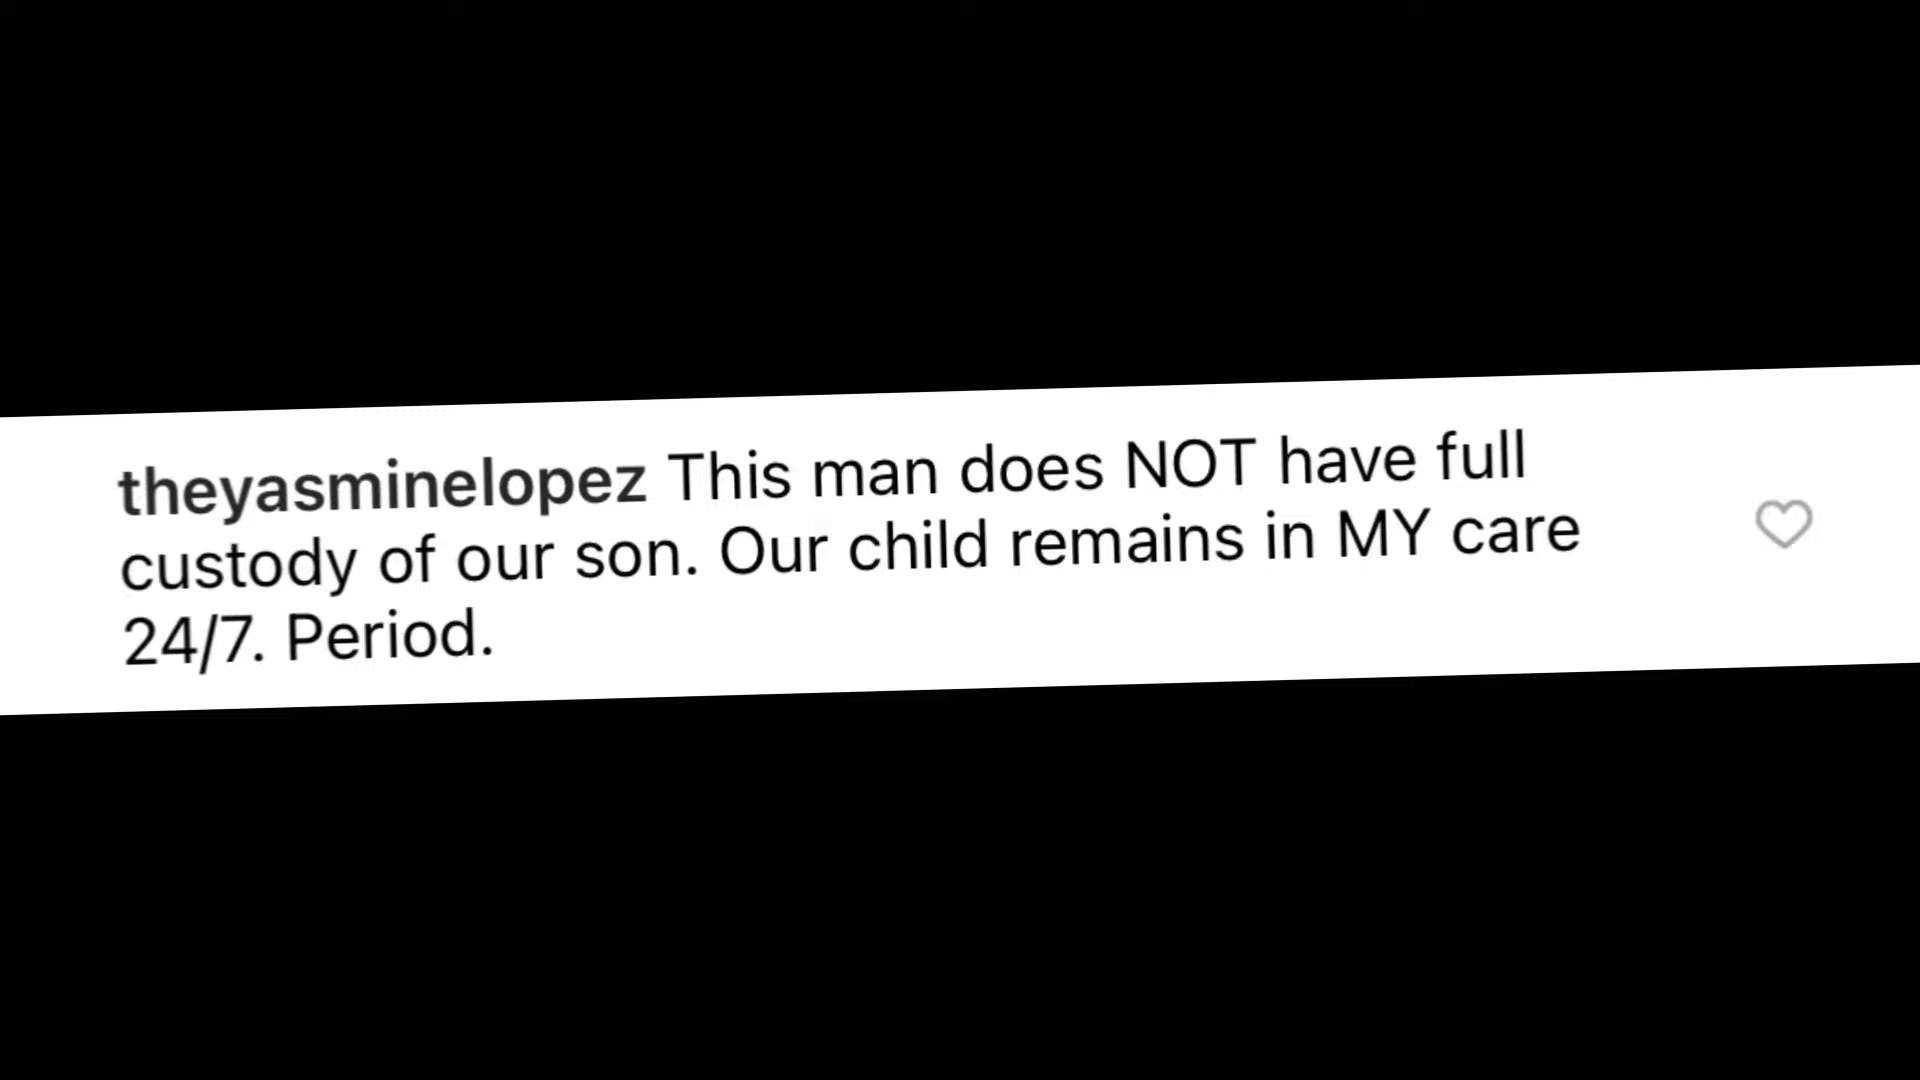 theyasminelopez This man does NOT have full
custody of our son. Our child remains in MY care
24/7. Period.